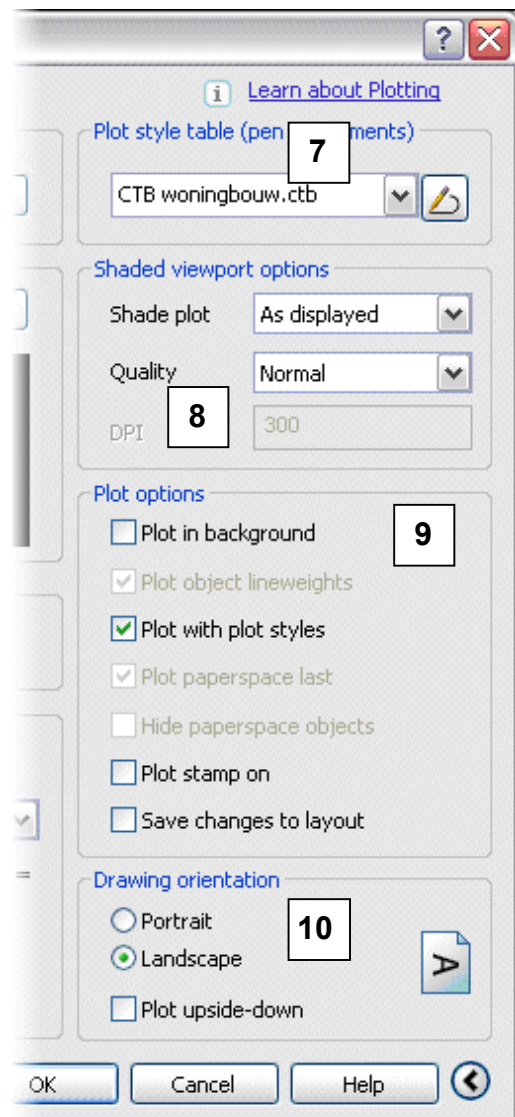 ?
i Learn about Plotting
Plot style table (pen ments)
7
CTB woningbouw.ctb
Shaded viewport options
Shade plot As displayed
Quality Normal
8
DPI 300
Plot options
9
Plot in background
Plot object lineweights
Plot with plot styles
Plot paperspace last
Hide paperspace objects
Plot stamp on
Save changes to layout
=
Drawing orientation
10
Portrait
Landscape
A
Plot upside-down
OK Cancel Help